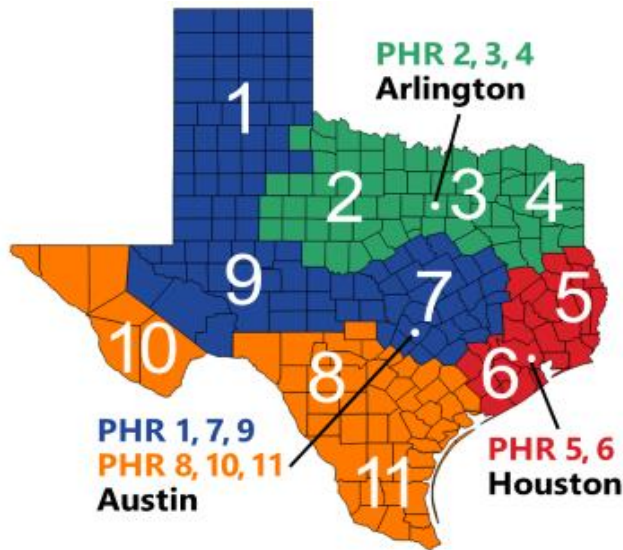 PHR 2, 3, 4
Arlington
1
2
3
4
9
7
5
10
8
6
11
PHR 1, 7, 9
PHR 8, 10, 11
Austin
PHR 5, 6
Houston